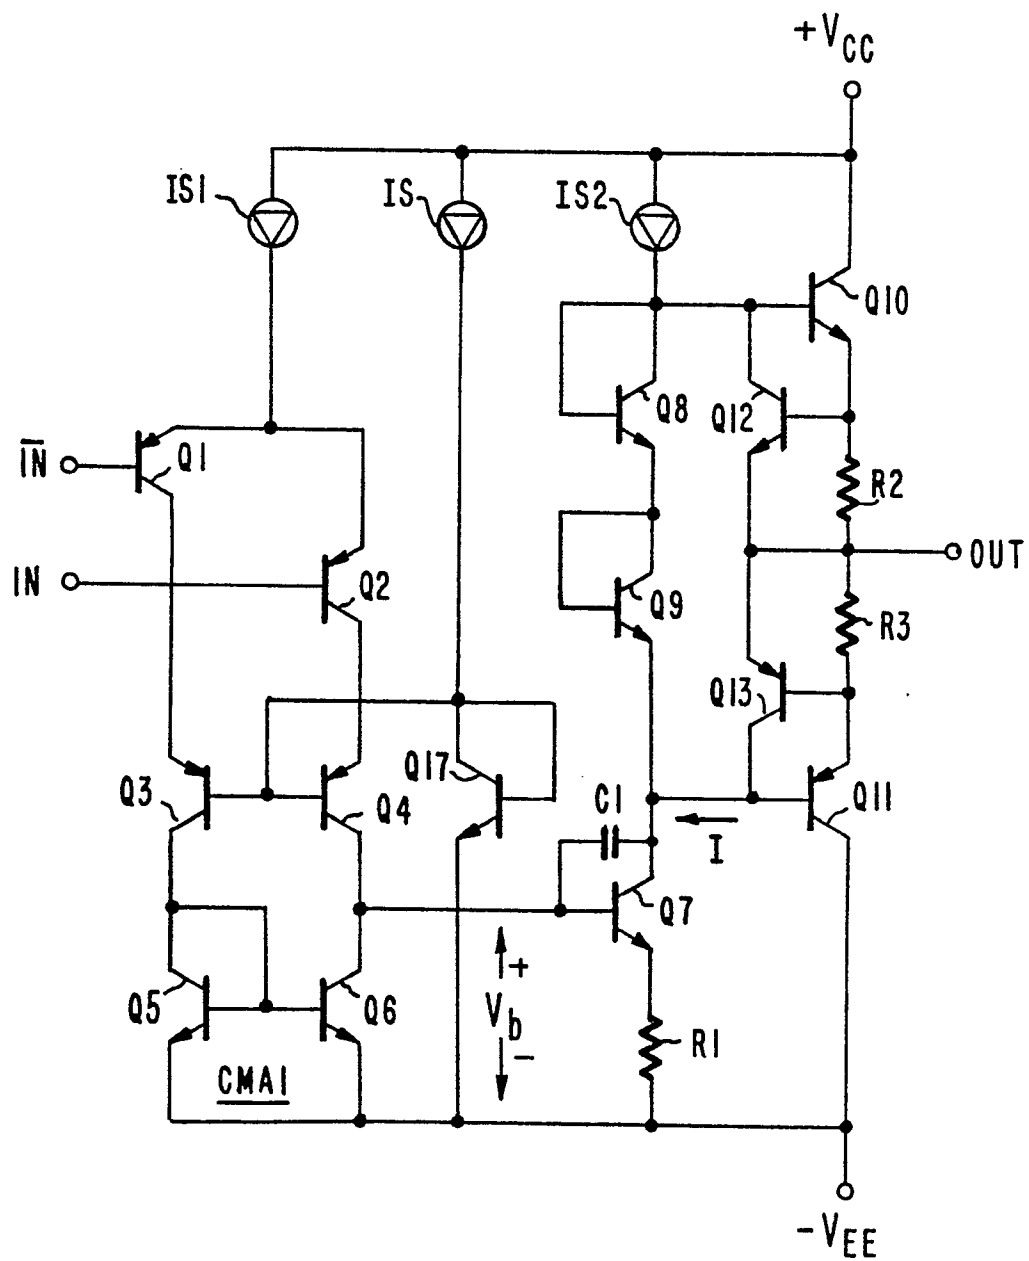 +VCC
IS1
IS
IS2
Q10
Q8
Q12
I̅N̅
Q1
R2
OUT
IN
Q2
Q9
R3
Q13
Q3
Q17
Q4
C1
Q11
I
Q7
+
Vb
-
Q5
Q6
R1
CMA1
-VEE